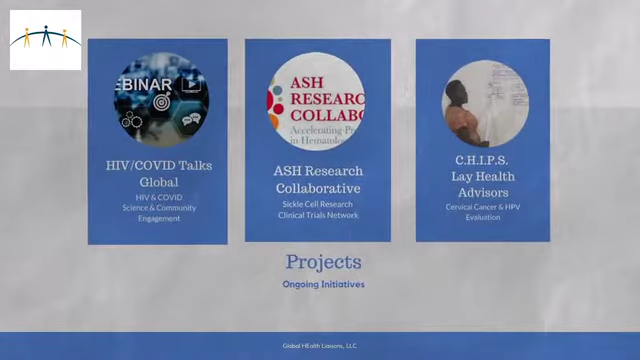 EBINAR
HIV/COVID Talks
Global
HIV & COVID
Science & Community
Engagement
ASH
RESEARC
COLLABO
Accelerating Pr
in Hematolo
ASH Research
Collaborative
Sickle Cell Research
Clinical Trials Network
C.H.I.P.S.
Lay Health
Advisors
Cervical Cancer & HPV
Evaluation
Projects
Ongoing Initiatives
Global HEalth Liaisons, LLC